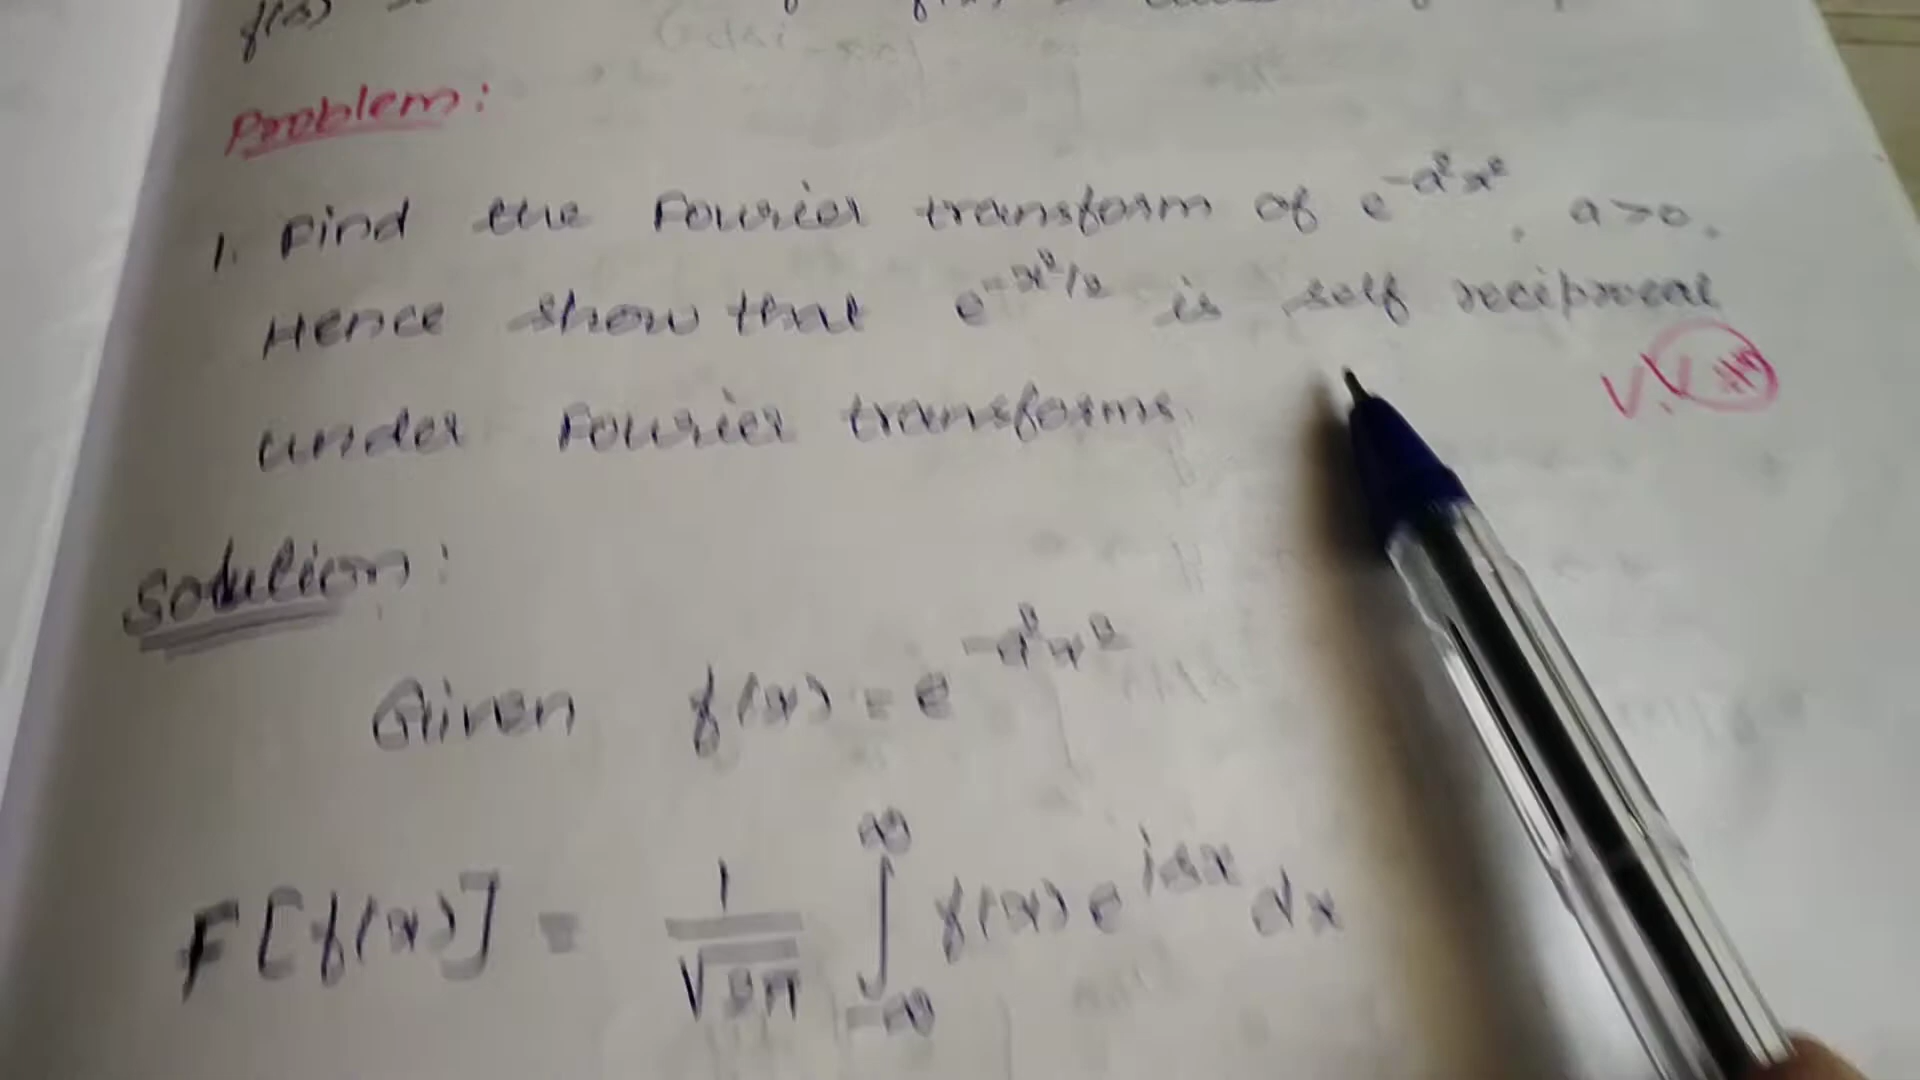 f(s)
Problem:
1. Find the Fourier transform of e^{-a²x²}, a>0.
Hence show that e^{-x²/2} is self reciprocal
under Fourier transforms.
Solution:
Given f(x) = e^{-a²x²}
F[f(x)] = 1/√2π ∫_{-∞}^{∞} f(x) e^{isx} dx